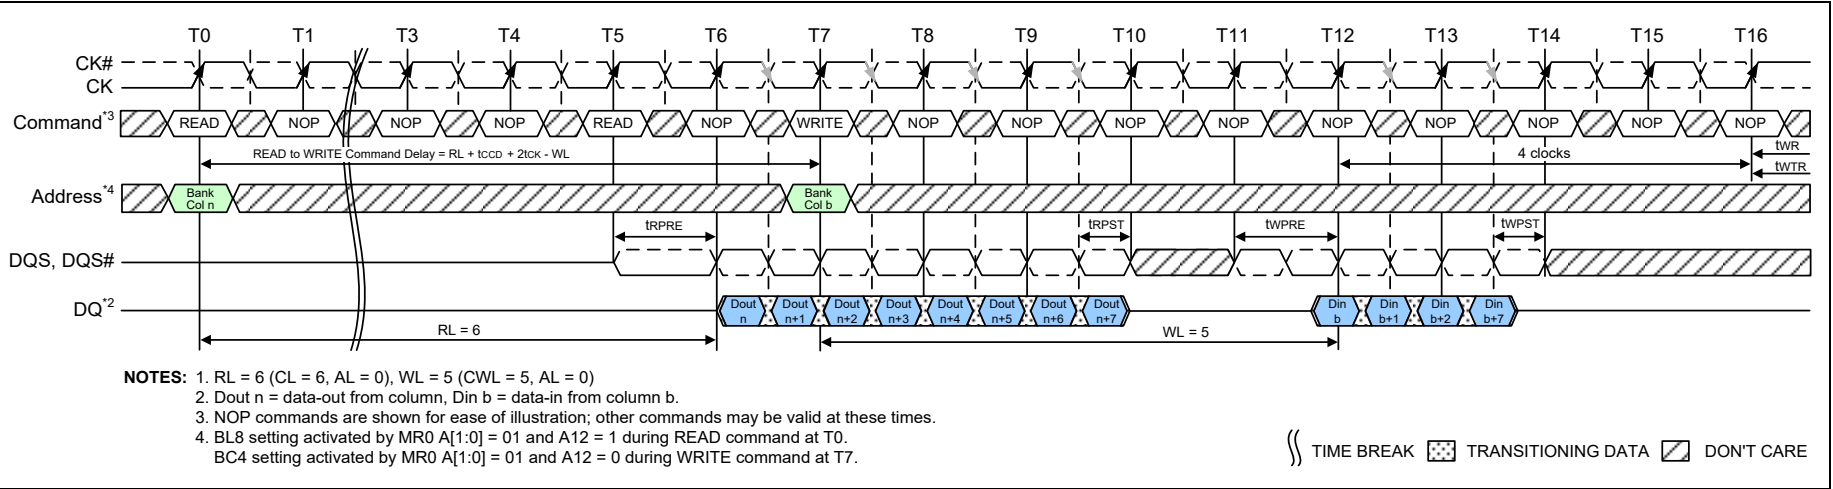 T0 T1 T3 T4 T5 T6 T7 T8 T9 T10 T11 T12 T13 T14 T15 T16
CK#
CK
Command*3 READ NOP NOP NOP READ NOP WRITE NOP NOP NOP NOP NOP NOP NOP NOP NOP
READ to WRITE Command Delay = RL + tCCD + 2tCK - WL 4 clocks tWR
tWTR
Address*4 Bank Col n Bank Col b
tRPRE tRPST tWPRE tWPST
DQS, DQS#
DQ*2 Dout n Dout n+1 Dout n+2 Dout n+3 Dout n+4 Dout n+5 Dout n+6 Dout n+7 Din b Din b+1 Din b+2 Din b+7
RL = 6 WL = 5
NOTES: 1. RL = 6 (CL = 6, AL = 0), WL = 5 (CWL = 5, AL = 0)
2. Dout n = data-out from column, Din b = data-in from column b.
3. NOP commands are shown for ease of illustration; other commands may be valid at these times.
4. BL8 setting activated by MR0 A[1:0] = 01 and A12 = 1 during READ command at T0.
BC4 setting activated by MR0 A[1:0] = 01 and A12 = 0 during WRITE command at T7.
TIME BREAK TRANSITIONING DATA DON'T CARE